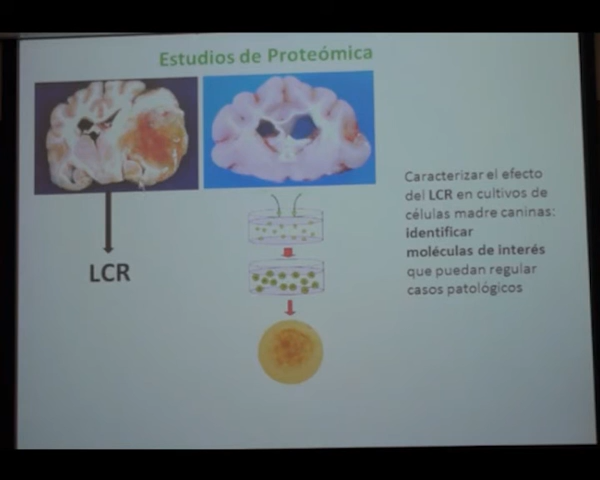 Estudios de Proteómica
Caracterizar el efecto
del LCR en cultivos de
células madre caninas:
Identificar
moléculas de interés
que puedan regular
casos patológicos
LCR